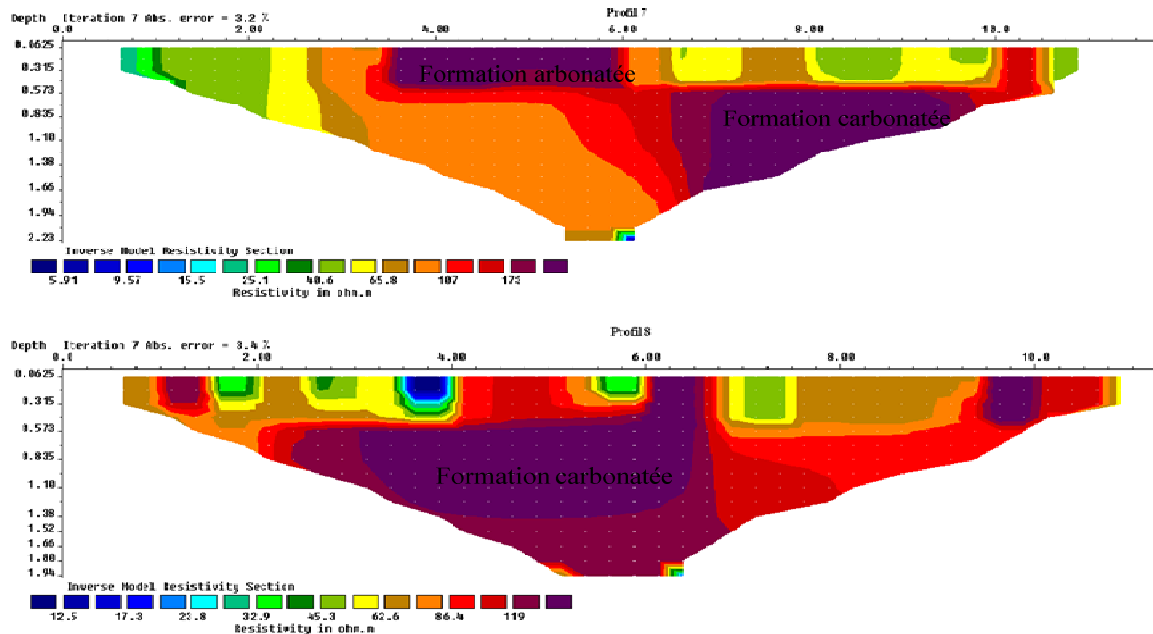 Profil 7
Depth Iteration 7 Abs. error = 3.2 %
0.0 2.00 4.00 6.00 8.00 10.0
0.0625
0.315
0.573
0.835
1.10
1.38
1.66
1.94
2.23
Formation arbonatée
Formation carbonatée
Inverse Model Resistivity Section
5.91 9.57 15.5 25.1 40.6 65.8 107 173
Resistivity in ohm.m
Profil 8
Depth Iteration 7 Abs. error = 3.4 %
0.0 2.00 4.00 6.00 8.00 10.0
0.0625
0.315
0.573
0.835
1.10
1.38
1.52
1.66
1.80
1.94
Formation carbonatée
Inverse Model Resistivity Section
12.5 17.3 23.8 32.9 45.3 62.6 86.4 119
Resistivity in ohm.m